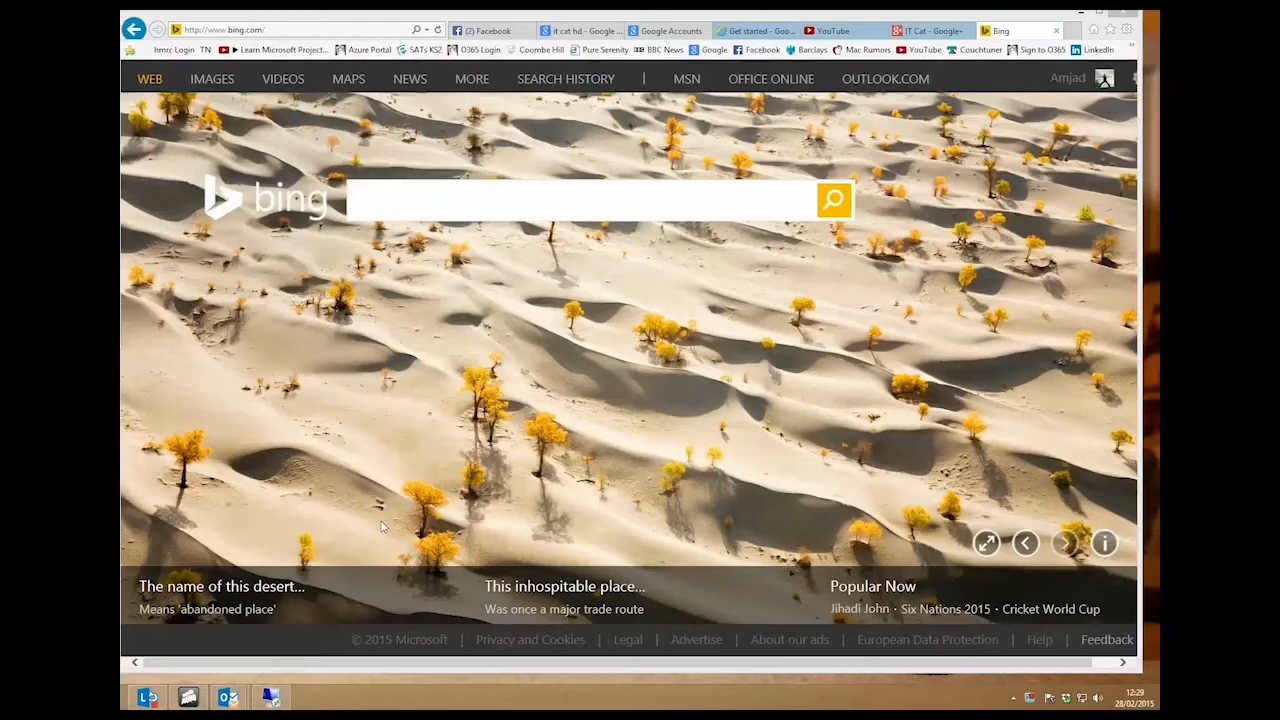 http://www.bing.com/
(2) Facebook
it cat hd - Google ...
Google Accounts
Get started - Goo...
YouTube
IT Cat - Google+
Bing
hmrc Login
TN
Learn Microsoft Project...
Azure Portal
SATs KS2
O365 Login
Coombe Hill
Pure Serenity
BBC News
Google
Facebook
Barclays
Mac Rumors
YouTube
Couchtuner
Sign to O365
LinkedIn
WEB IMAGES VIDEOS MAPS NEWS MORE SEARCH HISTORY | MSN OFFICE ONLINE OUTLOOK.COM
Amjad
bing
The name of this desert...
Means 'abandoned place'
This inhospitable place...
Was once a major trade route
Popular Now
Jihadi John · Six Nations 2015 · Cricket World Cup
© 2015 Microsoft | Privacy and Cookies | Legal | Advertise | About our ads | European Data Protection | Help | Feedback
12:29
28/02/2015